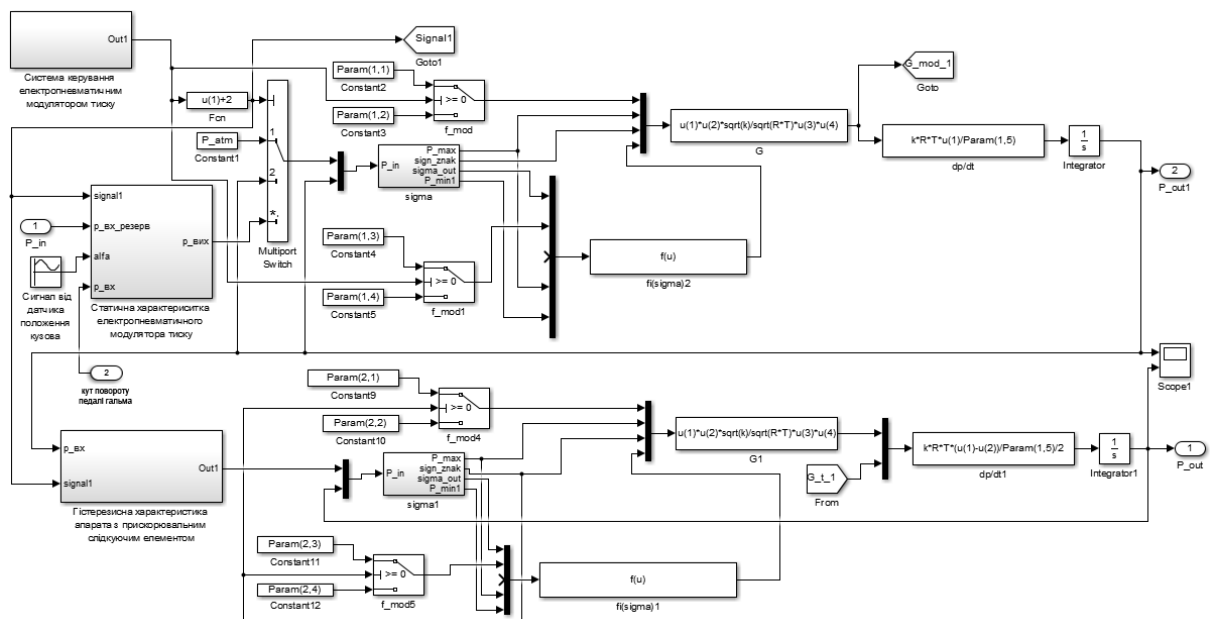 Out1
Система керування
електропневматичним
модулятором тиску
Signal1
Goto1
u(1)+2
Fcn
P_atm
Constant1
1
2
*,
Multiport
Switch
Param(1,1)
Constant2
Param(1,2)
Constant3
>= 0
f_mod
P_in
P_max
sign_znak
sigma_out
P_min1
sigma
u(1)*u(2)*sqrt(k)/sqrt(R*T)*u(3)*u(4)
G
G_mod_1
Goto
k*R*T*u(1)/Param(1,5)
dp/dt
1
s
Integrator
2
P_out1
signal1
p_вх_резерв
alfa
p_вх
p_вих
Статична характериситка
електропневматичного
модулятора тиску
1
P_in
Сигнал від
датчика
положення
кузова
2
кут повороту
педалі гальма
Param(1,3)
Constant4
Param(1,4)
Constant5
>= 0
f_mod1
f(u)
fi(sigma)2
Scope1
Param(2,1)
Constant9
Param(2,2)
Constant10
>= 0
f_mod4
p_вх
signal1
Out1
Гістерезисна характеристика
апарата з прискорювальним
слідкуючим елементом
P_in
P_max
sign_znak
sigma_out
P_min1
sigma1
u(1)*u(2)*sqrt(k)/sqrt(R*T)*u(3)*u(4)
G1
G_t_1
From
k*R*T*(u(1)-u(2))/Param(1,5)/2
dp/dt1
1
s
Integrator1
1
P_out
Param(2,3)
Constant11
Param(2,4)
Constant12
>= 0
f_mod5
f(u)
fi(sigma)1